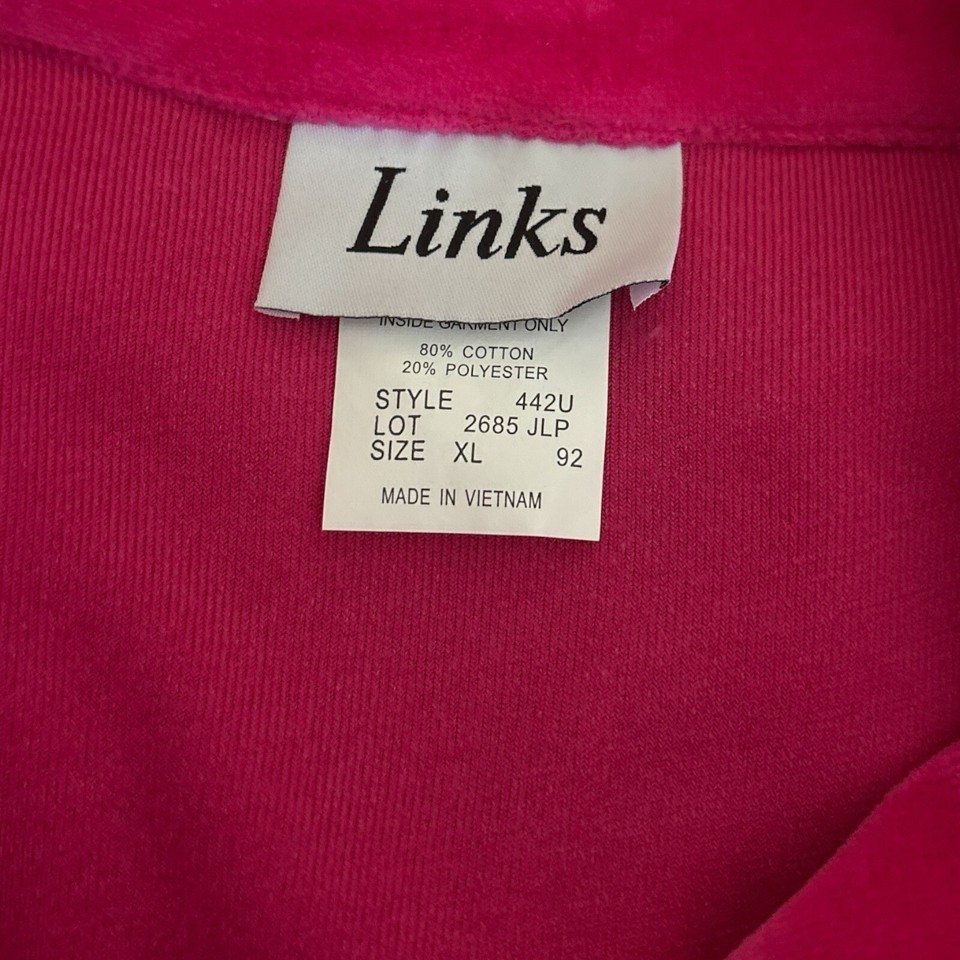 Links
INSIDE GARMENT ONLY
80% COTTON
20% POLYESTER
STYLE 442U
LOT 2685 JLP
SIZE XL 92
MADE IN VIETNAM